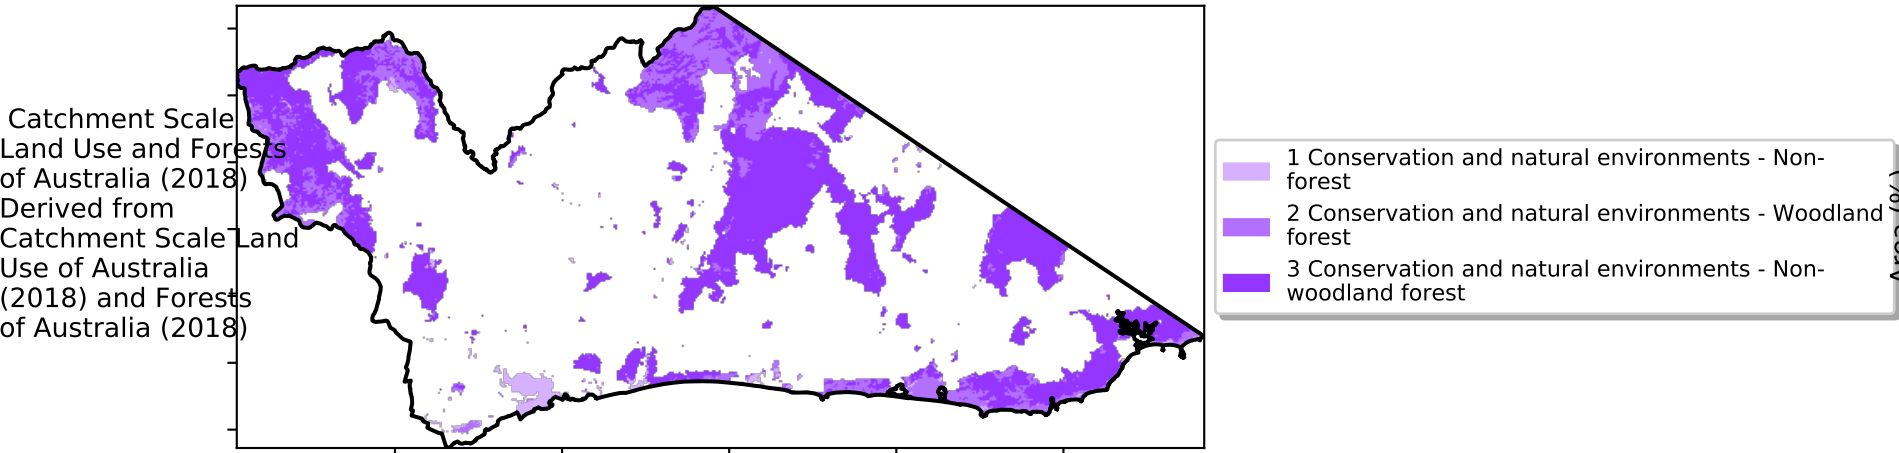 Catchment Scale
Land Use and Forests
of Australia (2018)
Derived from
Catchment Scale Land
Use of Australia
(2018) and Forests
of Australia (2018)
1 Conservation and natural environments - Non-
forest
2 Conservation and natural environments - Woodland
forest
3 Conservation and natural environments - Non-
woodland forest